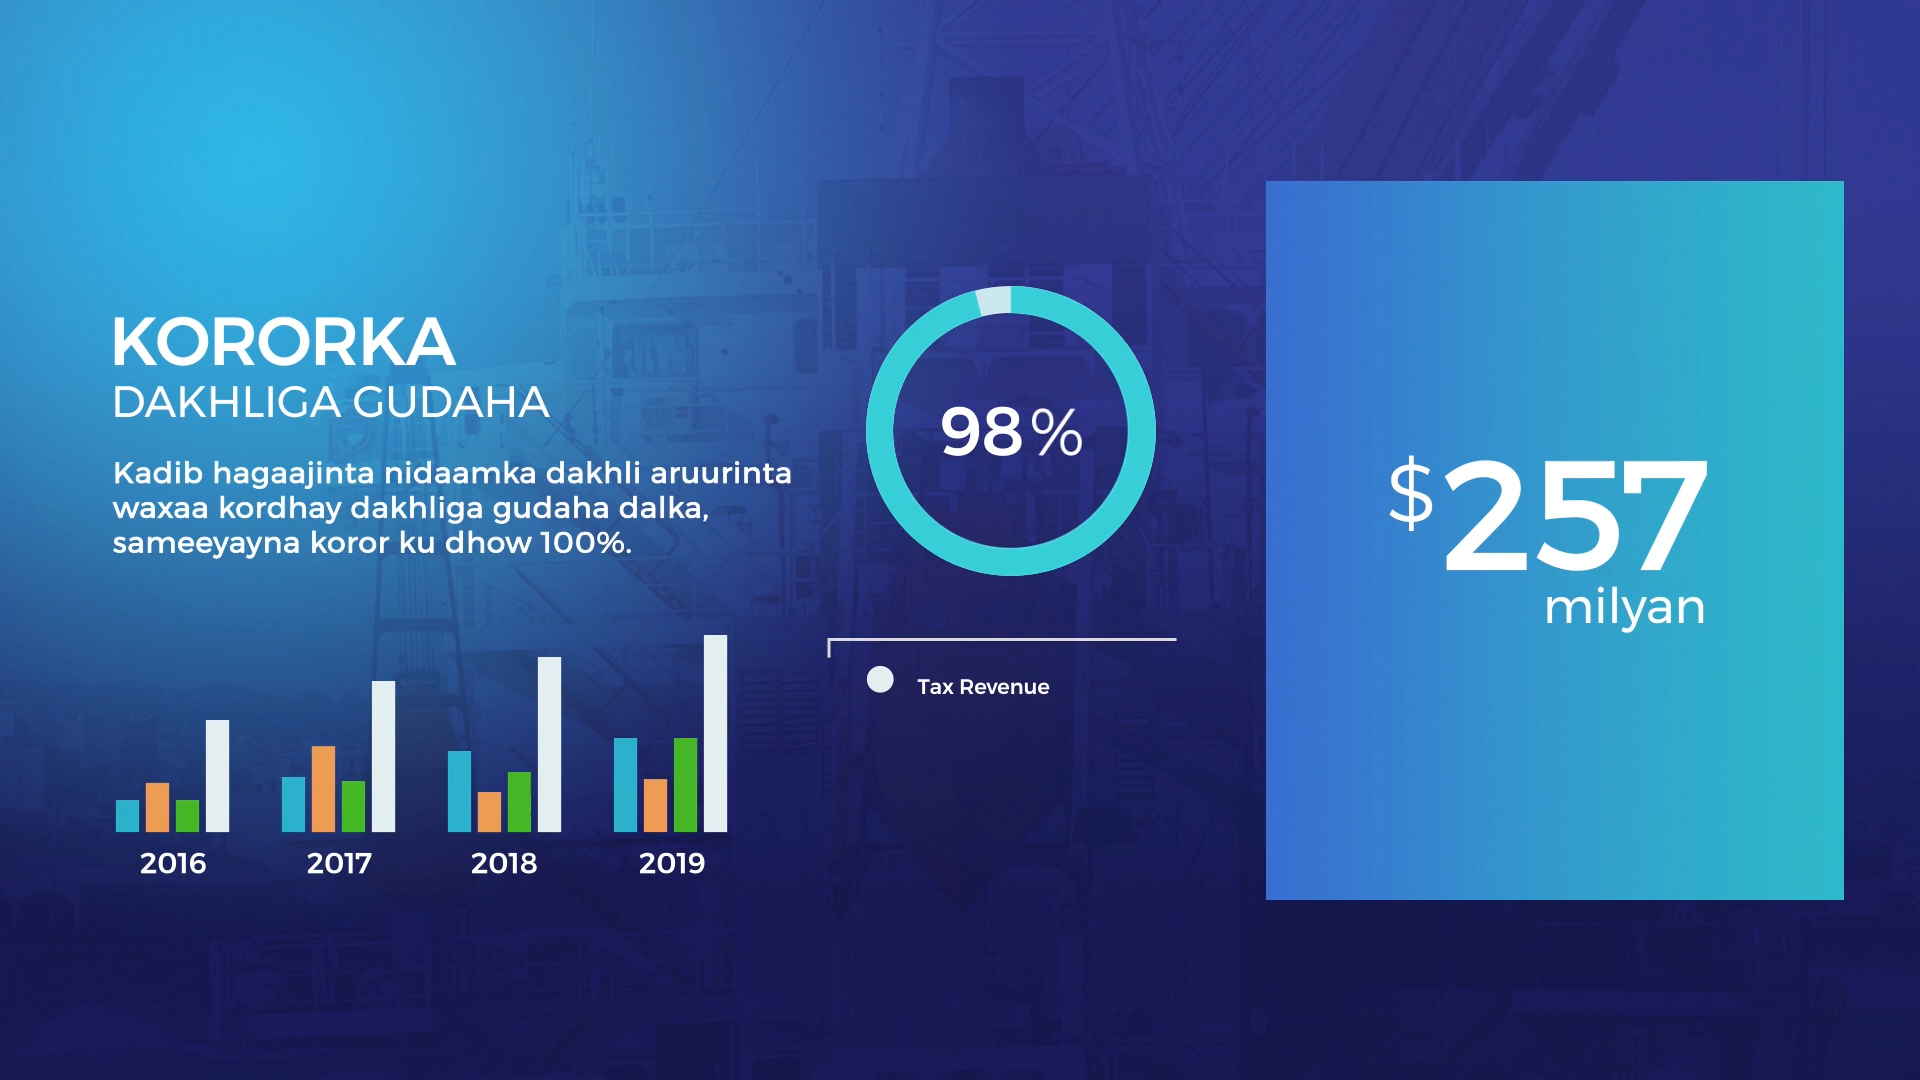 KORORKA
DAKHLIGA GUDAHA
Kadib hagaajinta nidaamka dakhli aruurinta
waxaa kordhay dakhliga gudaha dalka,
sameeyayna koror ku dhow 100%.
98%
Tax Revenue
2016 2017 2018 2019
$257
milyan